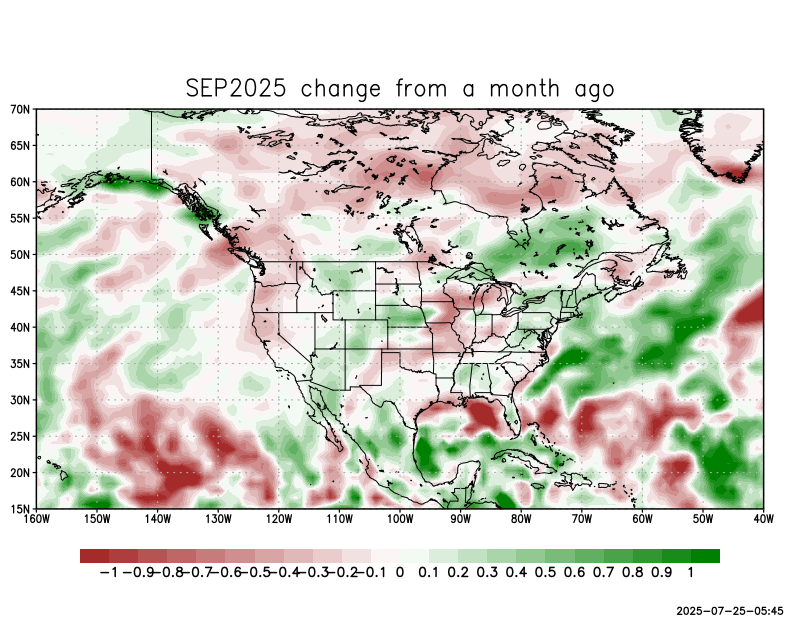 SEP2025 change from a month ago
70N
65N
60N
55N
50N
45N
40N
35N
30N
25N
20N
15N
160W 150W 140W 130W 120W 110W 100W 90W 80W 70W 60W 50W 40W
-1 -0.9 -0.8 -0.7 -0.6 -0.5 -0.4 -0.3 -0.2 -0.1 0 0.1 0.2 0.3 0.4 0.5 0.6 0.7 0.8 0.9 1
2025-07-25-05:45